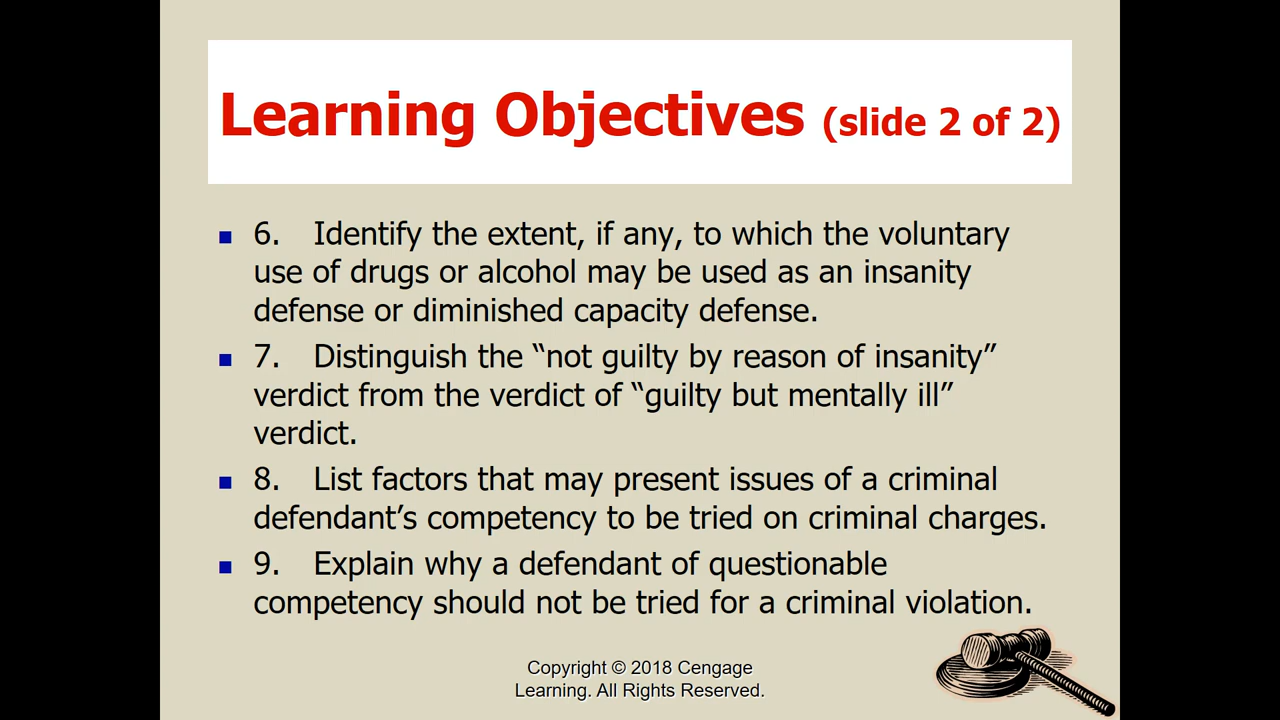 Learning Objectives (slide 2 of 2)
6. Identify the extent, if any, to which the voluntary
use of drugs or alcohol may be used as an insanity
defense or diminished capacity defense.
7. Distinguish the “not guilty by reason of insanity”
verdict from the verdict of “guilty but mentally ill”
verdict.
8. List factors that may present issues of a criminal
defendant’s competency to be tried on criminal charges.
9. Explain why a defendant of questionable
competency should not be tried for a criminal violation.
Copyright © 2018 Cengage
Learning. All Rights Reserved.